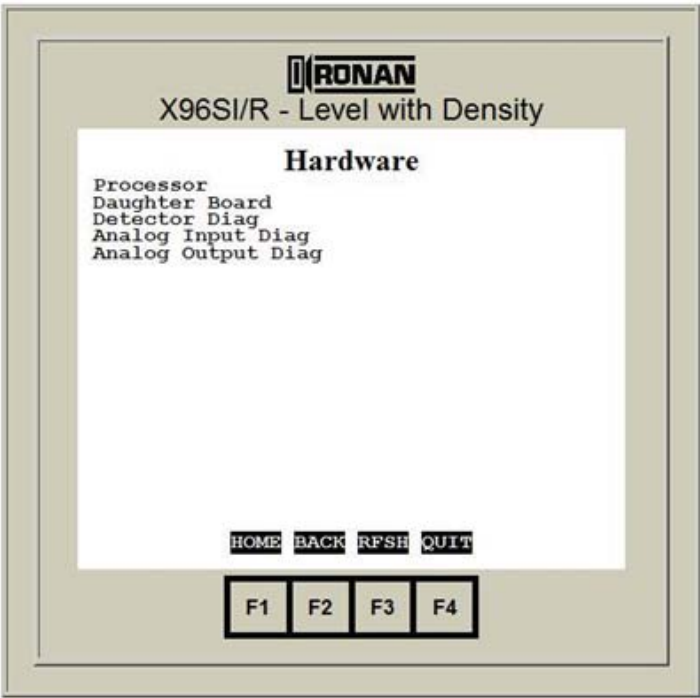 RONAN
X96SI/R - Level with Density
Hardware
Processor
Daughter Board
Detector Diag
Analog Input Diag
Analog Output Diag
HOME BACK RFSH QUIT
F1 F2 F3 F4